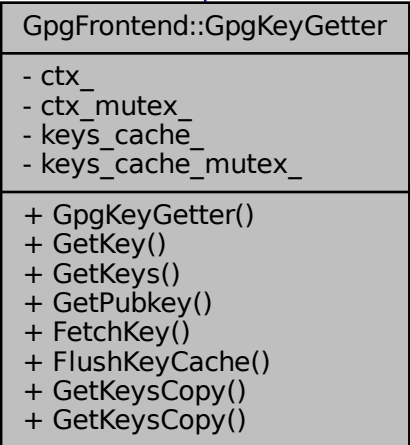 GpgFrontend::GpgKeyGetter
- ctx_
- ctx_mutex_
- keys_cache_
- keys_cache_mutex_
+ GpgKeyGetter()
+ GetKey()
+ GetKeys()
+ GetPubkey()
+ FetchKey()
+ FlushKeyCache()
+ GetKeysCopy()
+ GetKeysCopy()